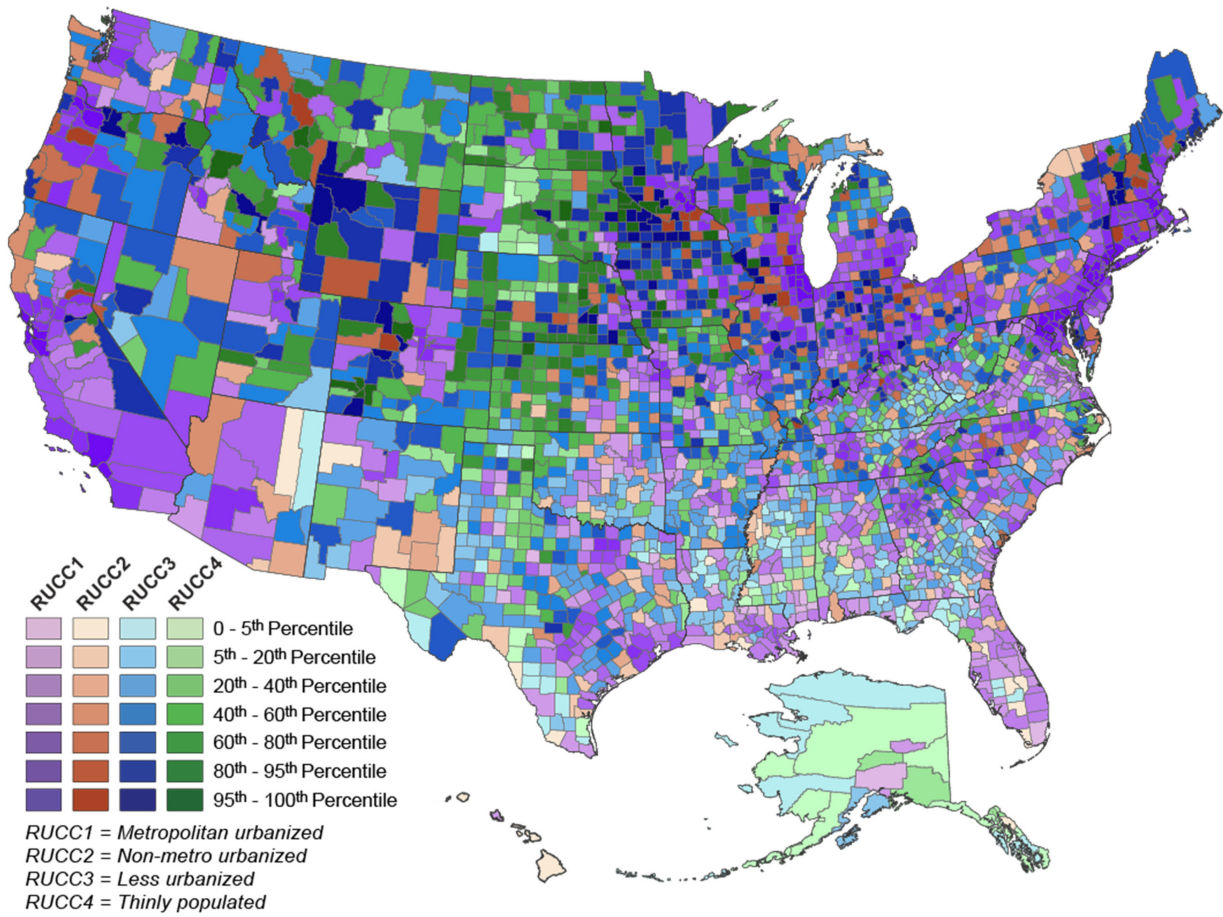 RUCC1 RUCC2 RUCC3 RUCC4
0 - 5th Percentile
5th - 20th Percentile
20th - 40th Percentile
40th - 60th Percentile
60th - 80th Percentile
80th - 95th Percentile
95th - 100th Percentile
RUCC1 = Metropolitan urbanized
RUCC2 = Non-metro urbanized
RUCC3 = Less urbanized
RUCC4 = Thinly populated